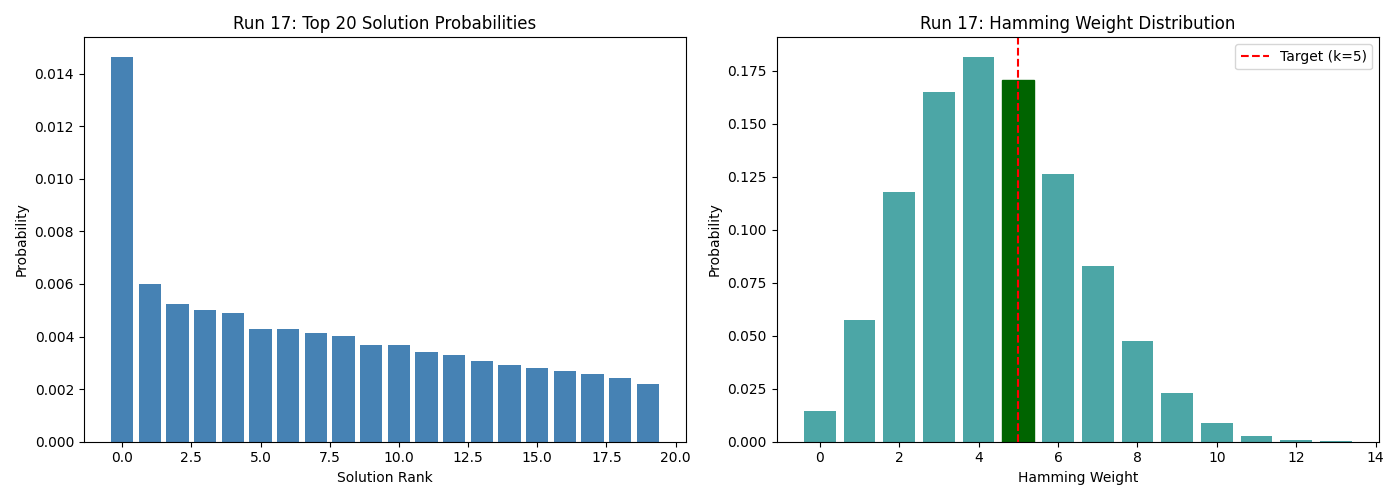 Run 17: Top 20 Solution Probabilities
Probability
0.014
0.012
0.010
0.008
0.006
0.004
0.002
0.000
0.0 2.5 5.0 7.5 10.0 12.5 15.0 17.5 20.0
Solution Rank
Run 17: Hamming Weight Distribution
Target (k=5)
Probability
0.175
0.150
0.125
0.100
0.075
0.050
0.025
0.000
0 2 4 6 8 10 12 14
Hamming Weight